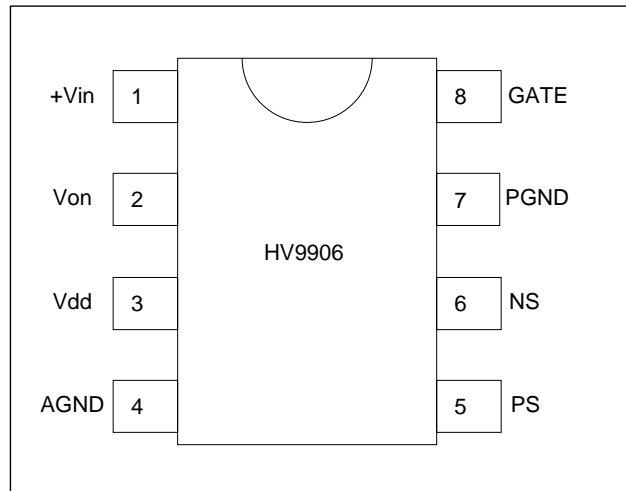 +Vin 1 8 GATE
Von 2 7 PGND
HV9906
Vdd 3 6 NS
AGND 4 5 PS